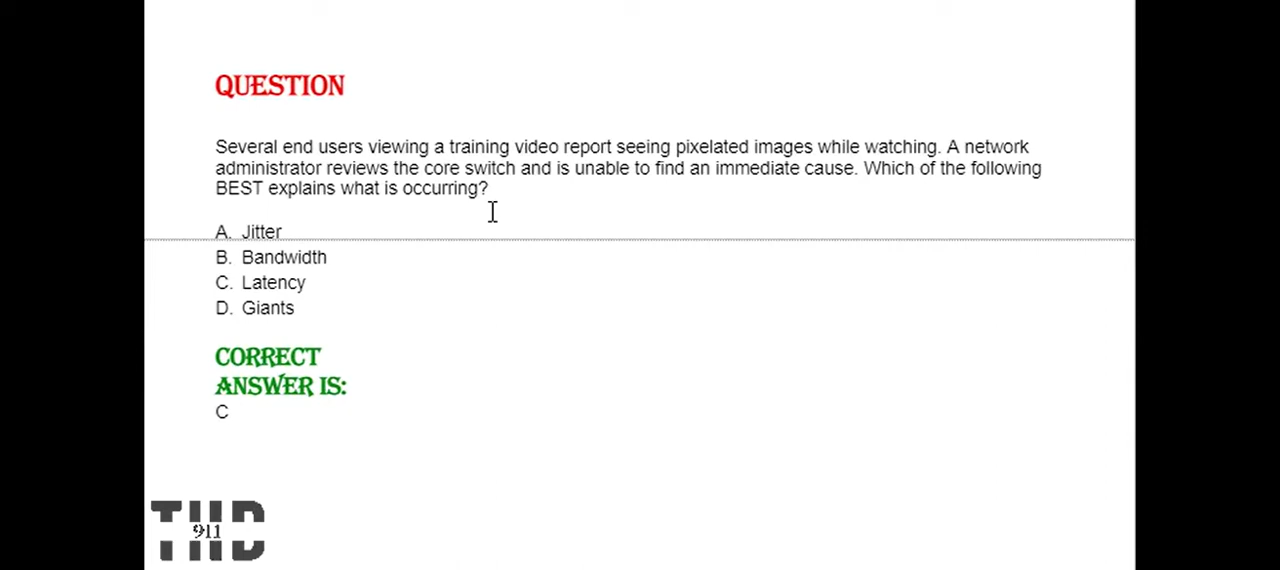 QUESTION
Several end users viewing a training video report seeing pixelated images while watching. A network
administrator reviews the core switch and is unable to find an immediate cause. Which of the following
BEST explains what is occurring?
A. Jitter
B. Bandwidth
C. Latency
D. Giants
CORRECT
ANSWER IS:
C
THD
911